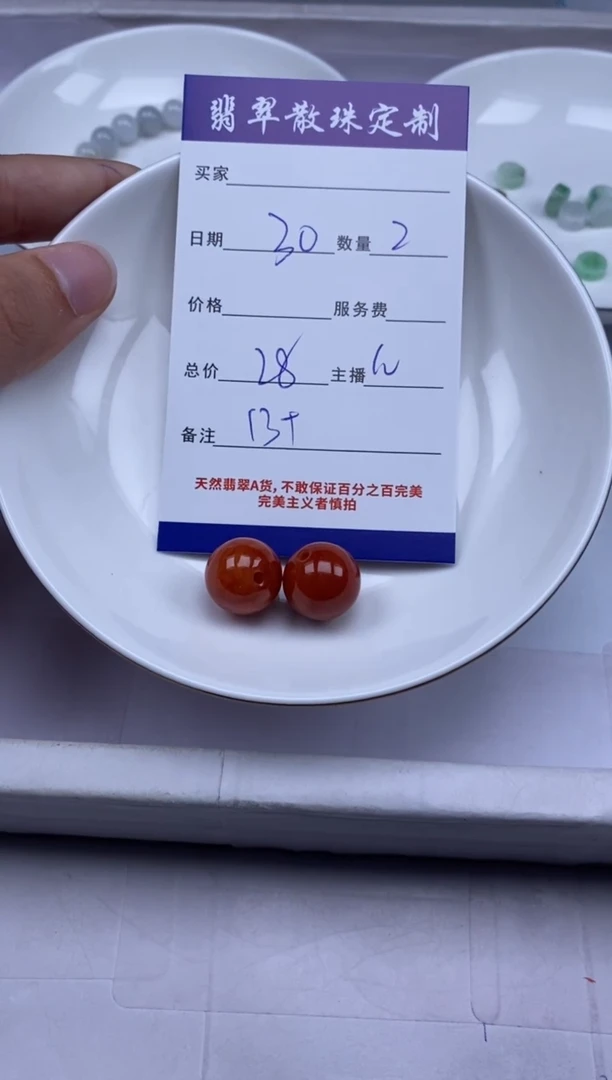 翡翠散珠定制
买家
日期 30 数量 2
价格 服务费
总价 28 主播
备注 13+
天然翡翠A货，不敢保证百分之百完美
完美主义者慎拍